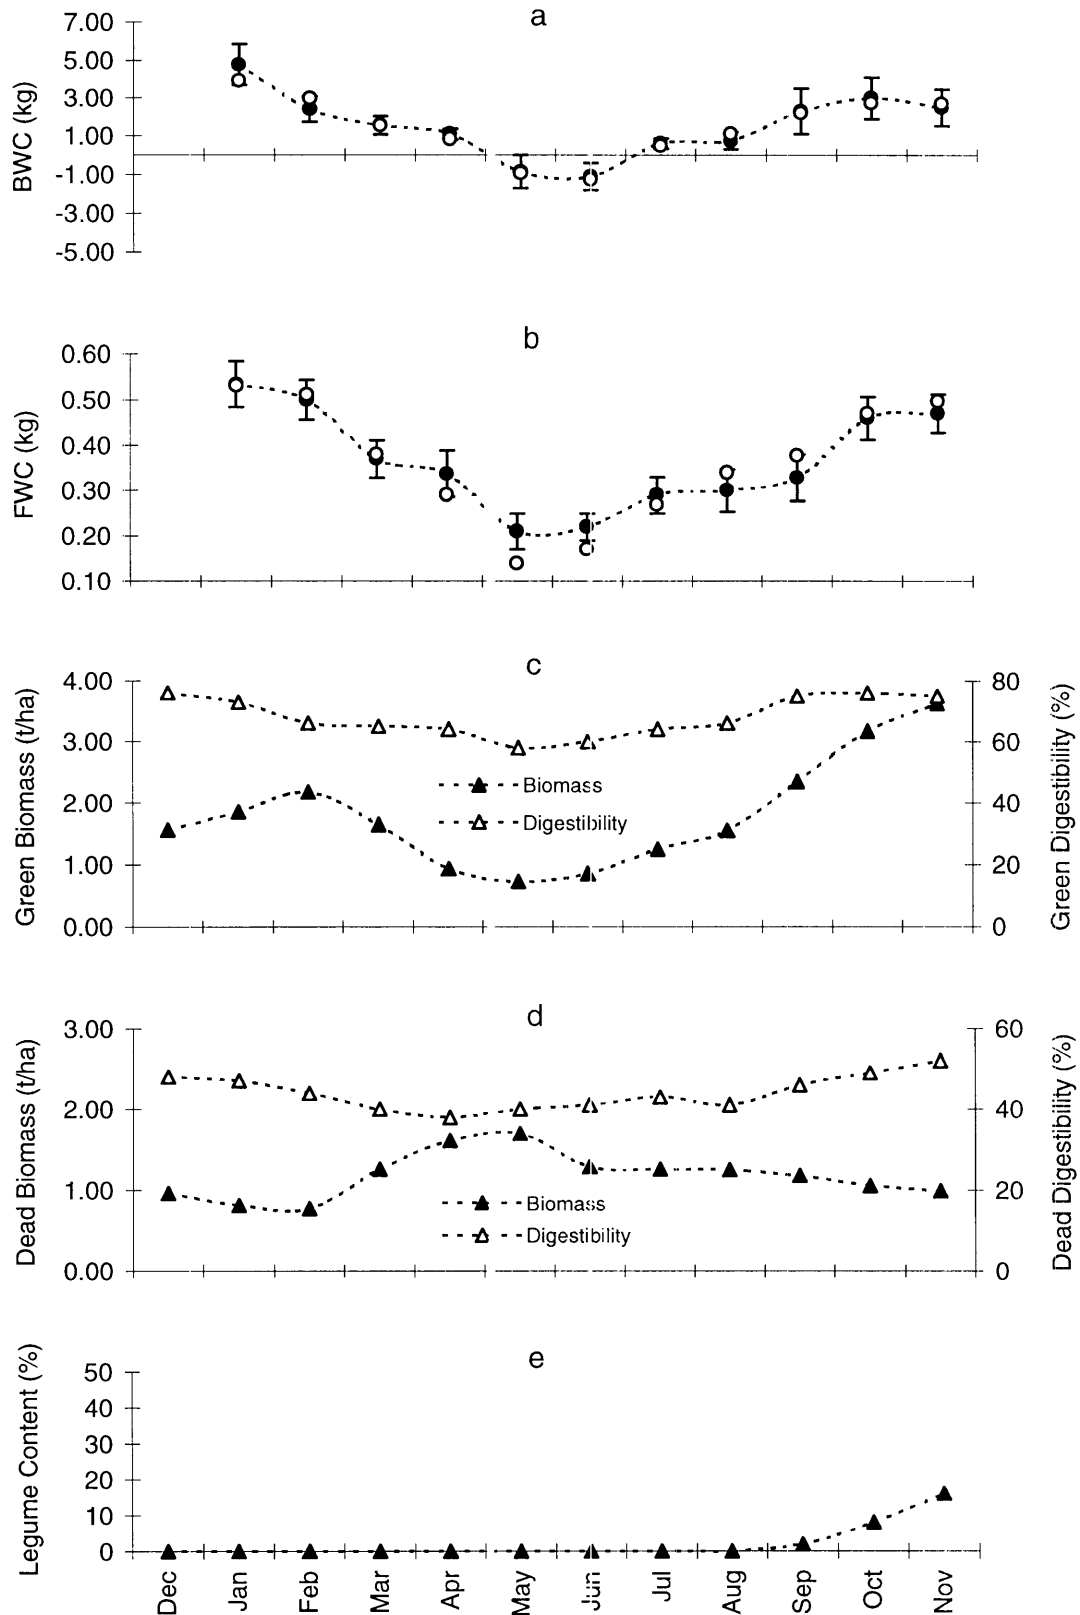 a
7.00
5.00
3.00
1.00
-1.00
-3.00
-5.00
BWC (kg)
b
0.60
0.50
0.40
0.30
0.20
0.10
FWC (kg)
c
4.00
3.00
2.00
1.00
0.00
Green Biomass (t/ha)
Biomass
Digestibility
80
60
40
20
0
Green Digestibility (%)
d
3.00
2.00
1.00
0.00
Dead Biomass (t/ha)
Biomass
Digestibility
60
40
20
0
Dead Digestibility (%)
e
50
40
30
20
10
0
Legume Content (%)
Dec Jan Feb Mar Apr May Jun Jul Aug Sep Oct Nov